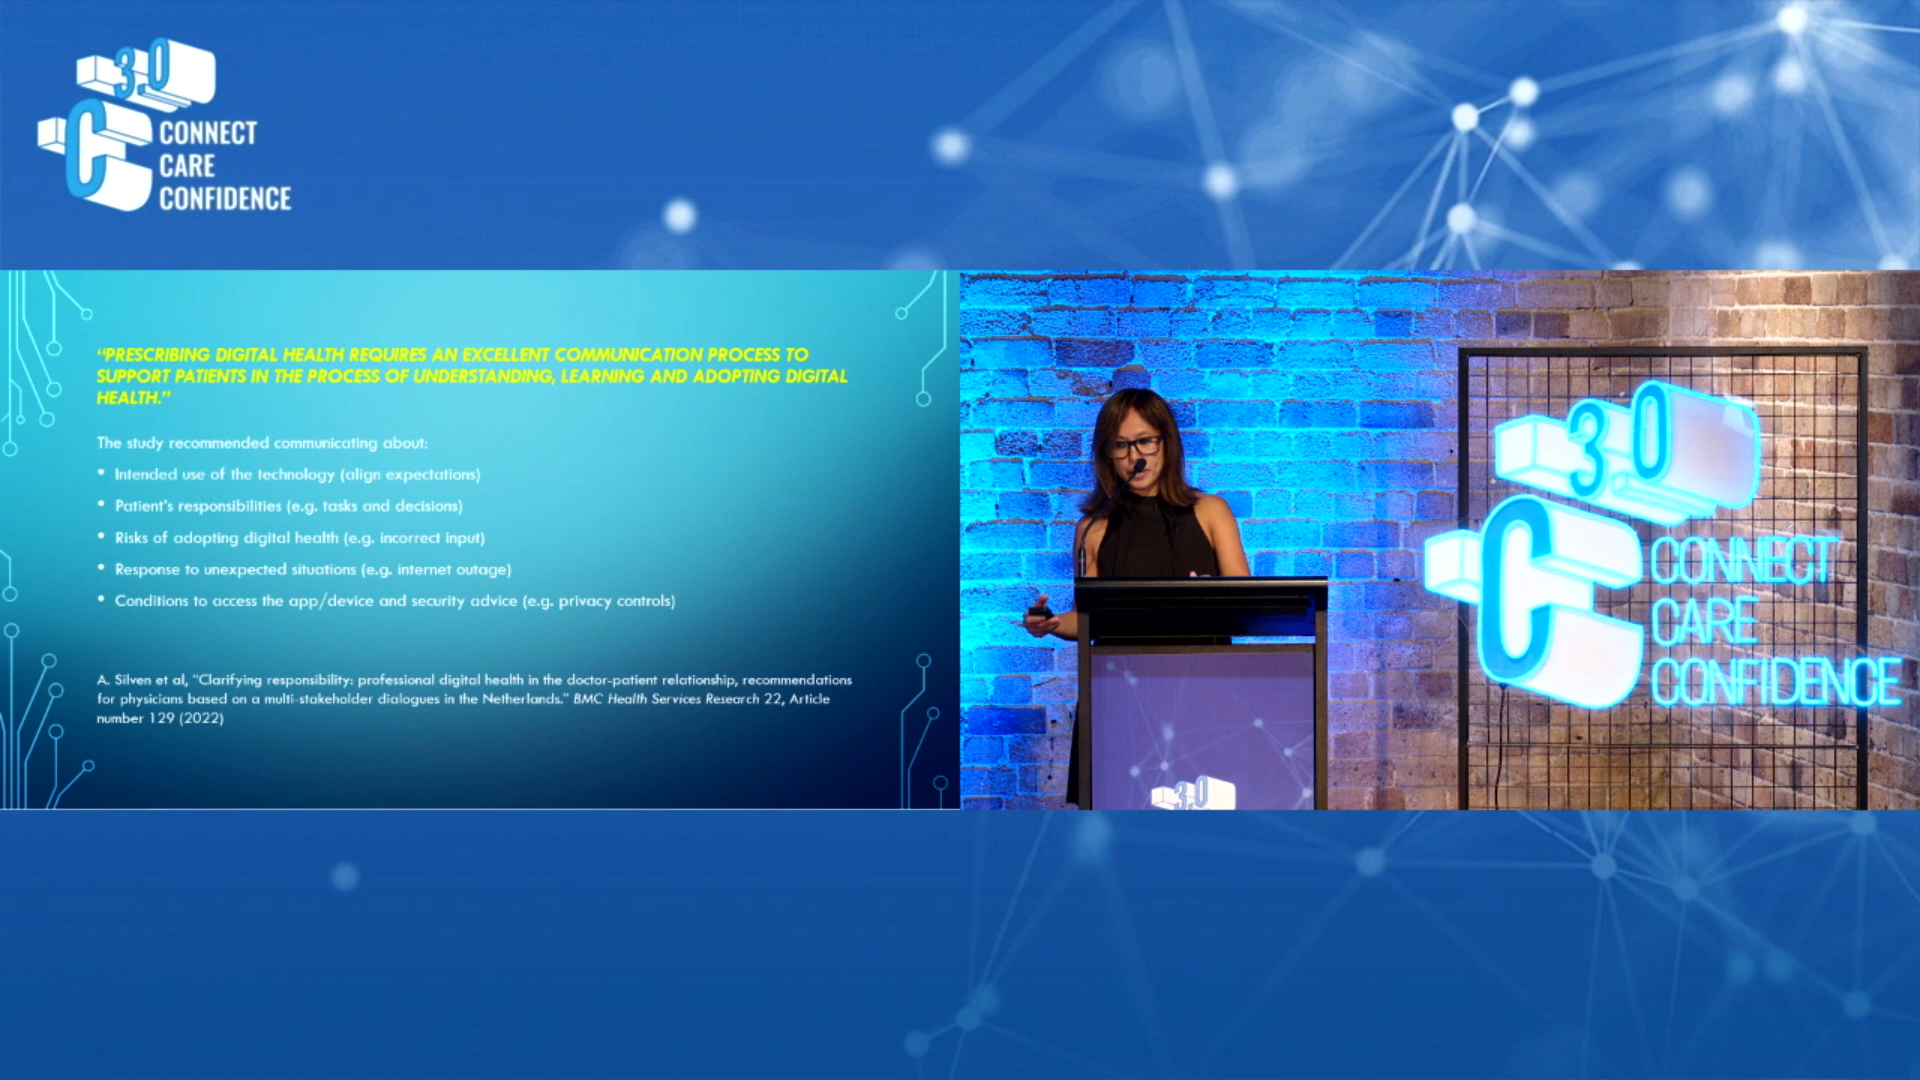 3.0
C
CONNECT
CARE
CONFIDENCE
“PRESCRIBING DIGITAL HEALTH REQUIRES AN EXCELLENT COMMUNICATION PROCESS TO
SUPPORT PATIENTS IN THE PROCESS OF UNDERSTANDING, LEARNING AND ADOPTING DIGITAL
HEALTH.”
The study recommended communicating about:
• Intended use of the technology (align expectations)
• Patient's responsibilities (e.g. tasks and decisions)
• Risks of adopting digital health (e.g. incorrect input)
• Response to unexpected situations (e.g. internet outage)
• Conditions to access the app/device and security advice (e.g. privacy controls)
A. Silven et al, “Clarifying responsibility: professional digital health in the doctor-patient relationship, recommendations
for physicians based on a multi-stakeholder dialogues in the Netherlands.” BMC Health Services Research 22, Article
number 129 (2022)
3.0
C
CONNECT
CARE
CONFIDENCE
3.0